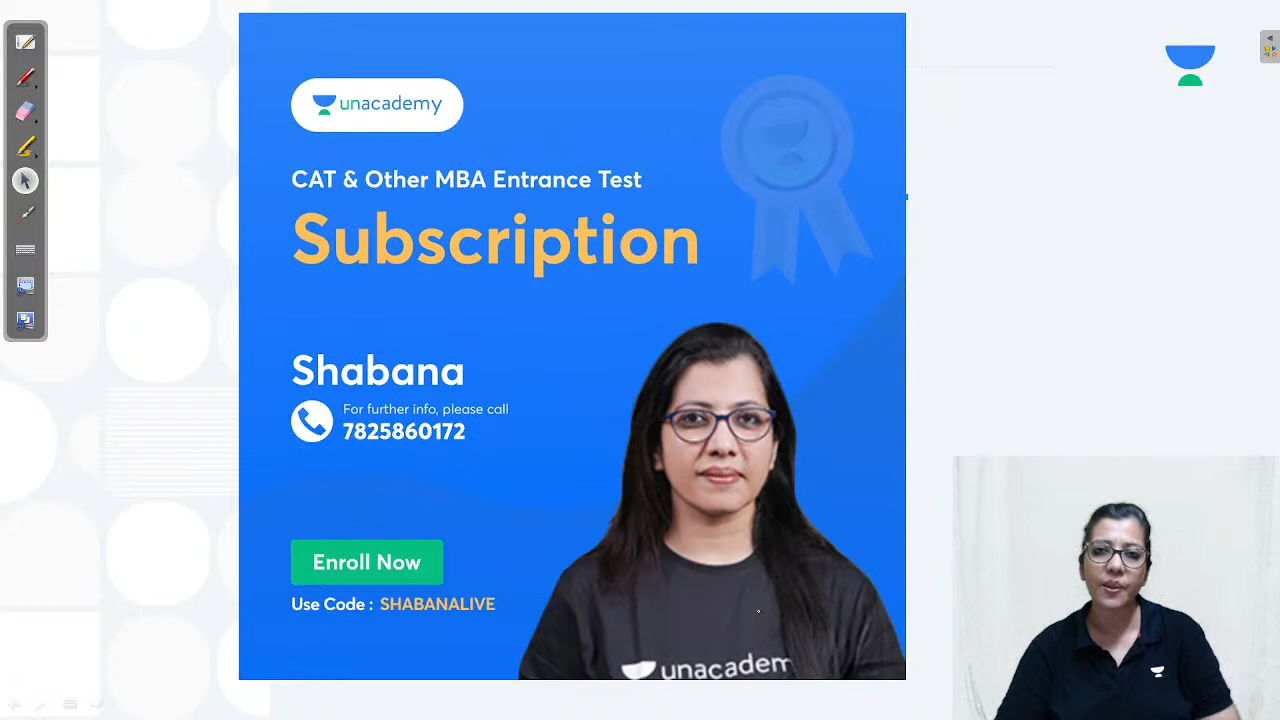 unacademy
CAT & Other MBA Entrance Test
Subscription
Shabana
For further info, please call
7825860172
Enroll Now
Use Code : SHABANALIVE
unacadem